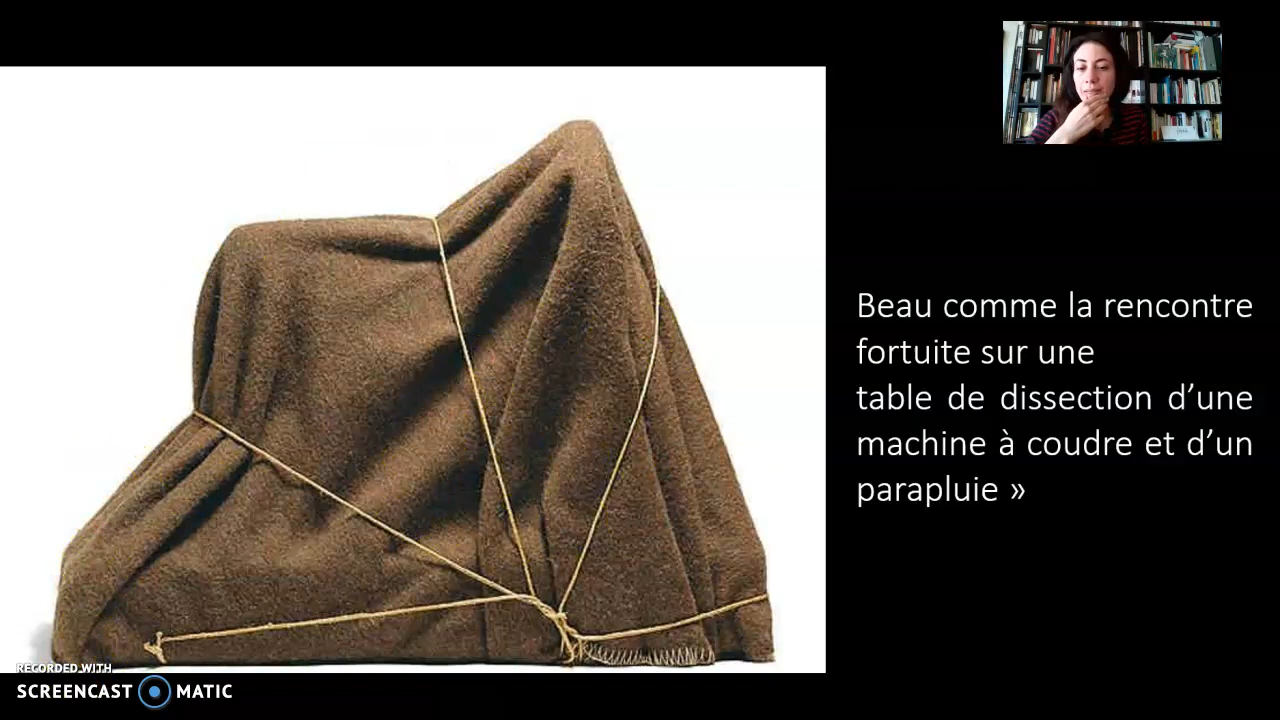 Beau comme la rencontre
fortuite sur une
table de dissection d’une
machine à coudre et d’un
parapluie »
RECORDED WITH
SCREENCAST MATIC